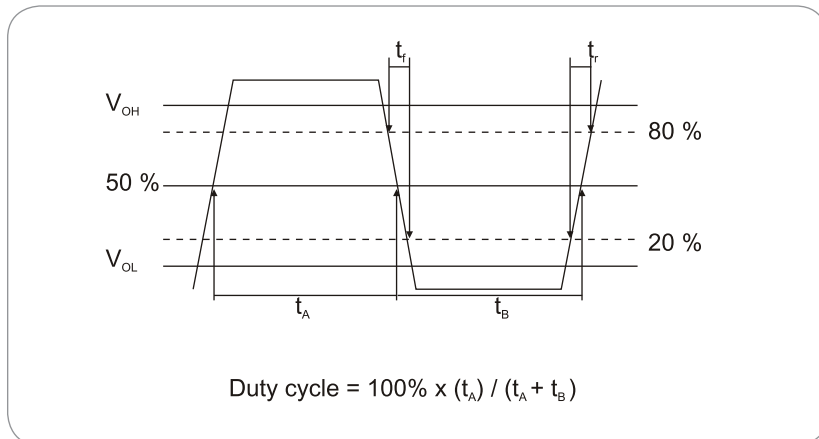 t_f t_r
V_OH
80 %
50 %
20 %
V_OL
t_A t_B
Duty cycle = 100% x (t_A) / (t_A + t_B)